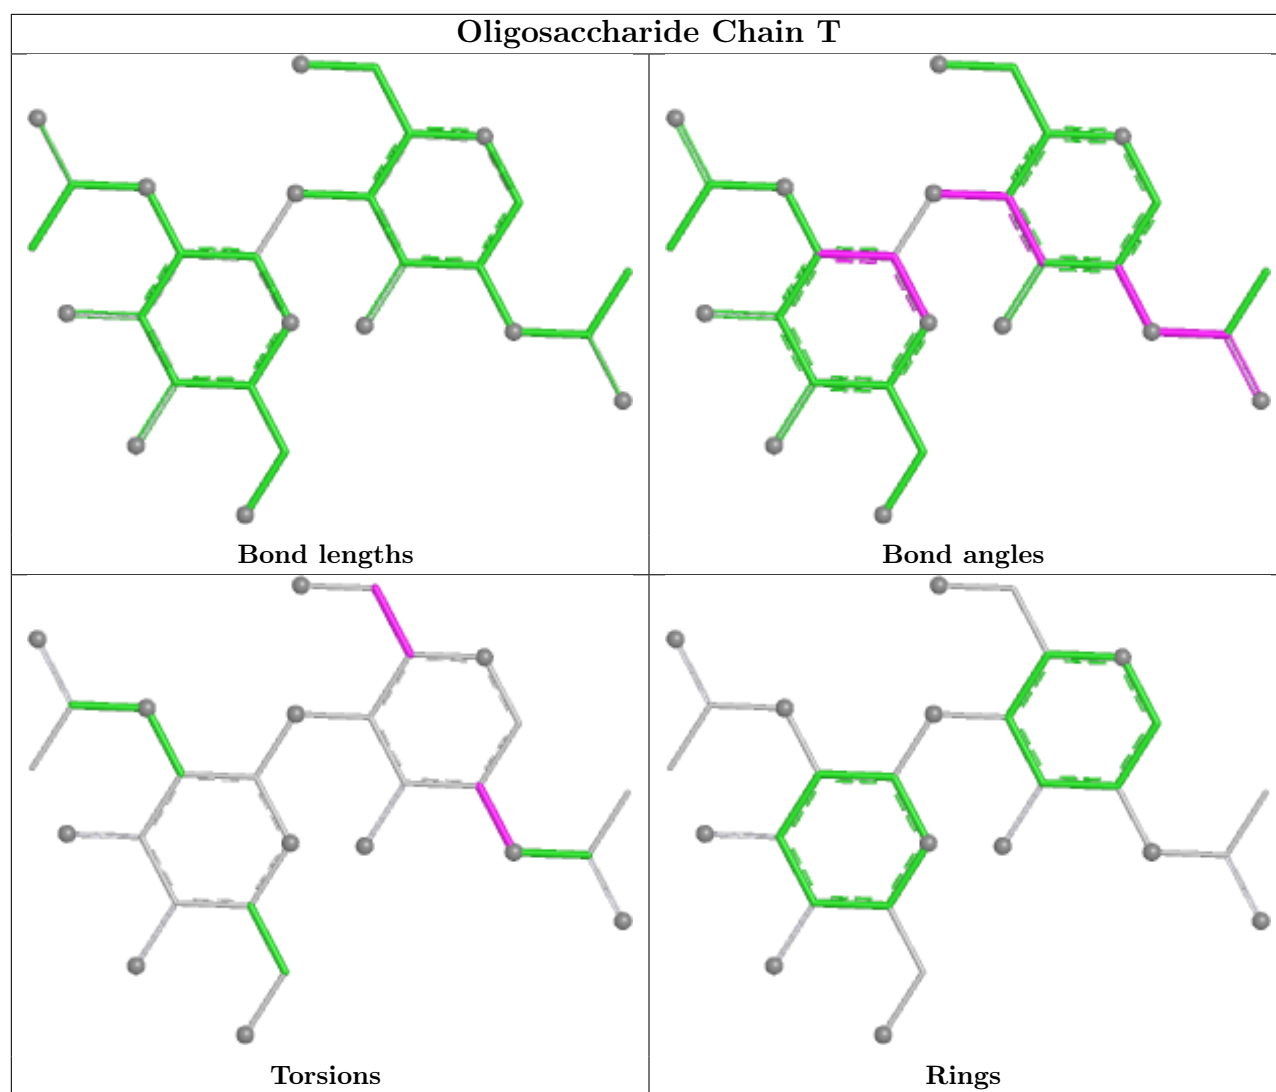 Oligosaccharide Chain T
Bond lengths
Bond angles
Torsions
Rings